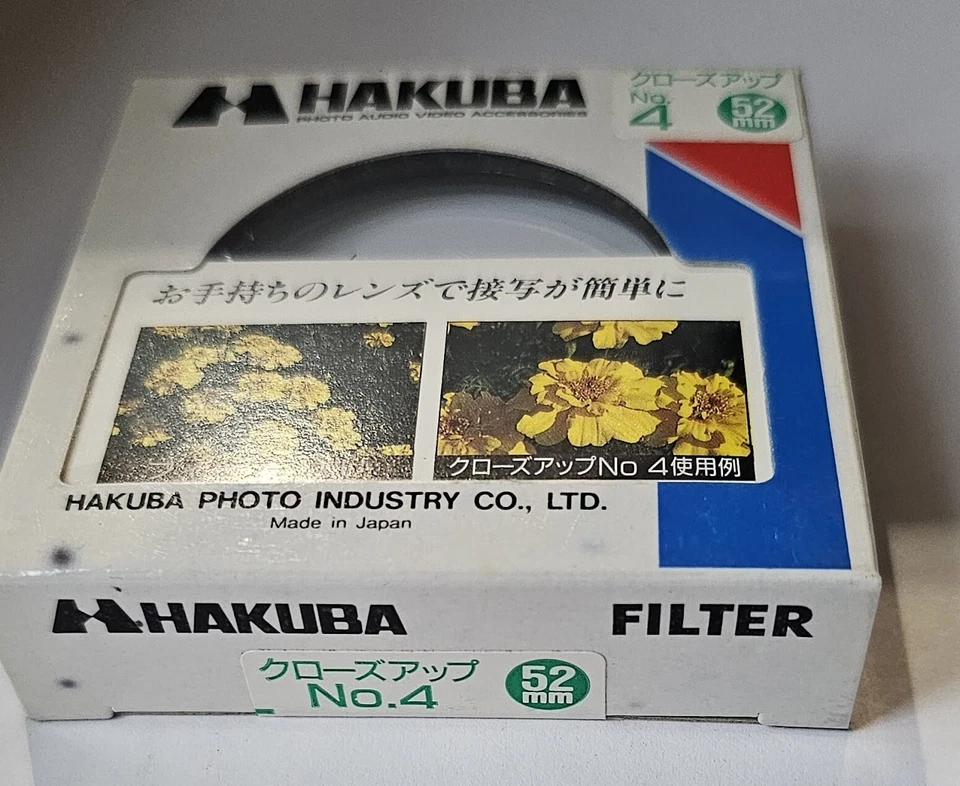 HAKUBA
PHOTO AUDIO VIDEO ACCESSORIES
クローズアップ
No.
4
52
mm
お手持ちのレンズで接写が簡単に
クローズアップNo 4使用例
HAKUBA PHOTO INDUSTRY CO., LTD.
Made in Japan
HAKUBA
FILTER
クローズアップ
No.4
52
mm